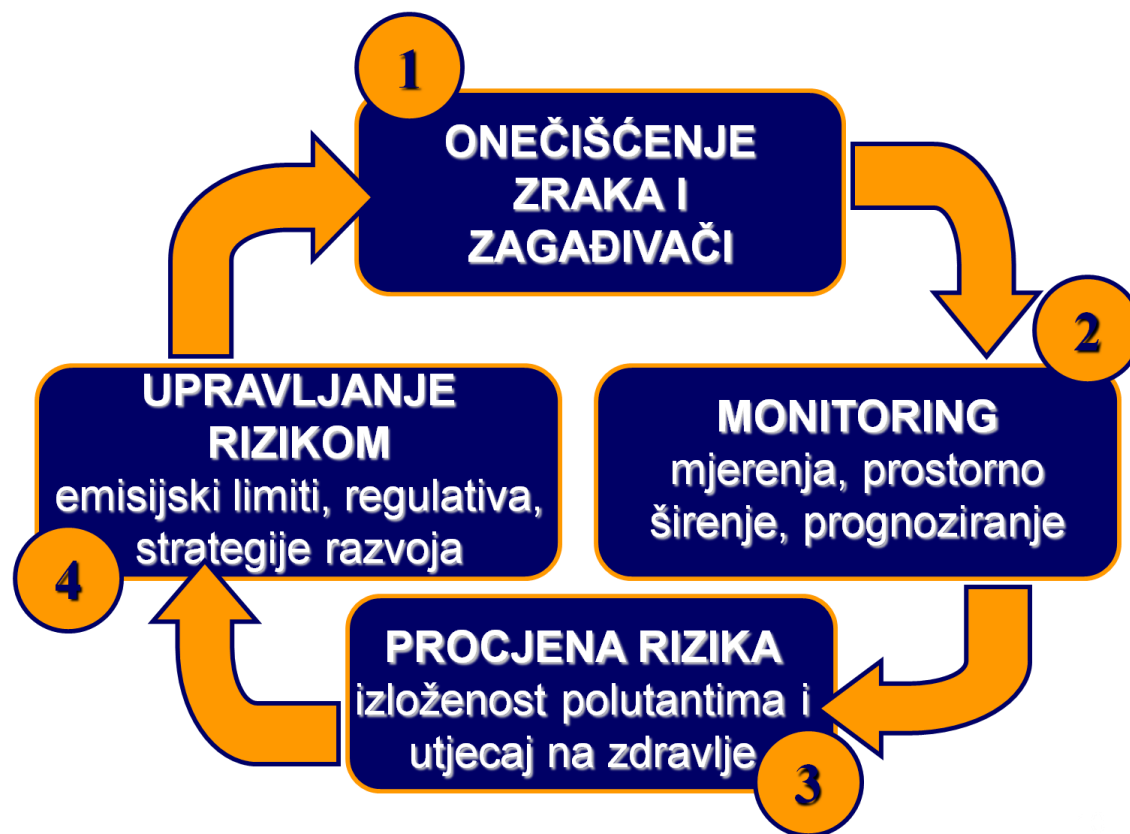 1
ONEČIŠĆENJE
ZRAKA I
ZAGAĐIVAČI
2
MONITORING
mjerenja, prostorno
širenje, prognoziranje
3
PROCJENA RIZIKA
izloženost polutantima i
utjecaj na zdravlje
4
UPRAVLJANJE
RIZIKOM
emisijski limiti, regulativa,
strategije razvoja